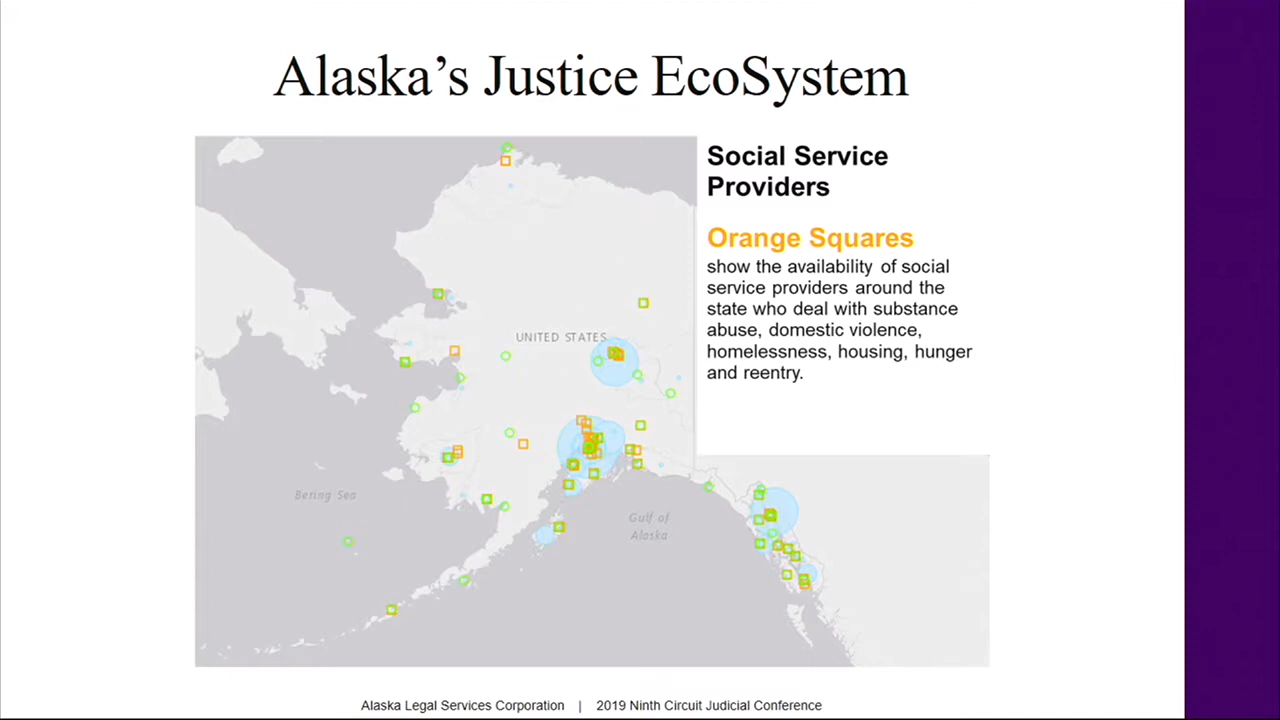 Alaska's Justice EcoSystem
Social Service
Providers
Orange Squares
show the availability of social
service providers around the
state who deal with substance
abuse, domestic violence,
homelessness, housing, hunger
and reentry.
UNITED STATES
Bering Sea
Gulf of
Alaska
Alaska Legal Services Corporation | 2019 Ninth Circuit Judicial Conference